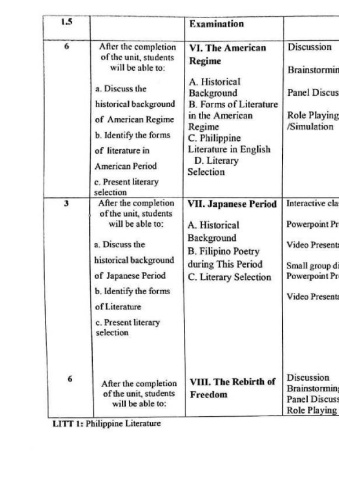 1.5
Examination
6
After the completion
of the unit, students
will be able to:
a. Discuss the
historical background
of American Regime
b. Identify the forms
of literature in
American Period
c. Present literary
selection
VI. The American
Regime
A. Historical
Background
B. Forms of Literature
in the American
Regime
C. Philippine
Literature in English
D. Literary
Selection
Discussion
Brainstormin
Panel Discus
Role Playing
/Simulation
3
After the completion
of the unit, students
will be able to:
a. Discuss the
historical background
of Japanese Period
b. Identify the forms
of Literature
c. Present literary
selection
VII. Japanese Period
A. Historical
Background
B. Filipino Poetry
during This Period
C. Literary Selection
Interactive cla
Powerpoint Pr
Video Presenta
Small group di
Powerpoint Pr
Video Presenta
6
After the completion
of the unit, students
will be able to:
VIII. The Rebirth of
Freedom
Discussion
Brainstorming
Panel Discuss
Role Playing
LITT 1: Philippine Literature